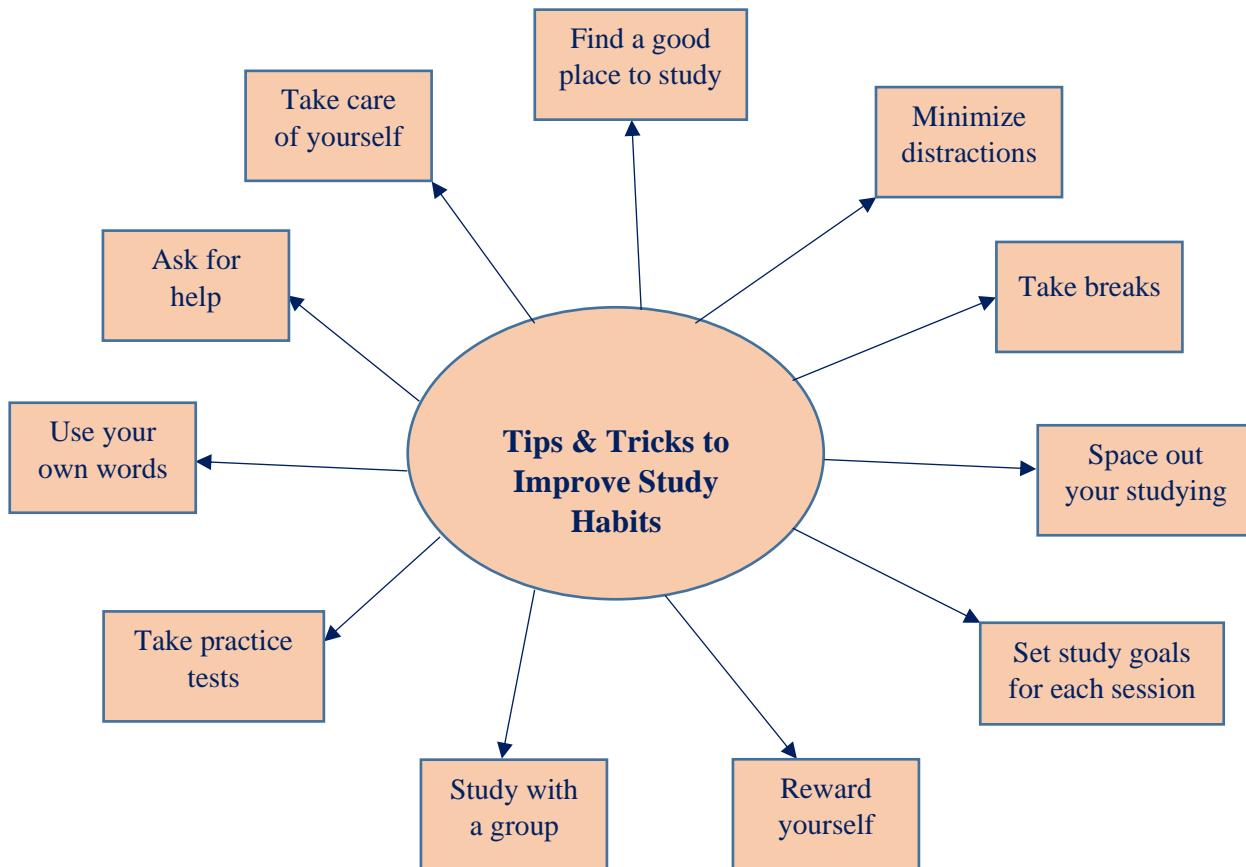 Find a good
place to study
Take care
of yourself
Minimize
distractions
Ask for
help
Take breaks
Use your
own words
Tips & Tricks to
Improve Study
Habits
Space out
your studying
Take practice
tests
Set study goals
for each session
Study with
a group
Reward
yourself